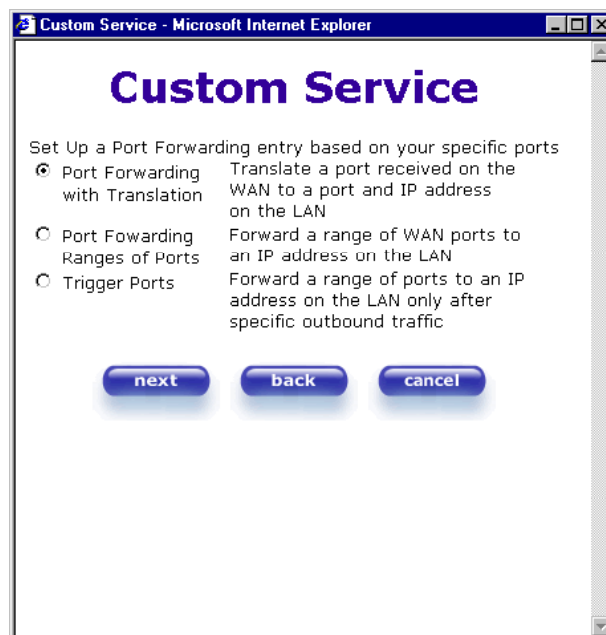 Custom Service - Microsoft Internet Explorer
Custom Service
Set Up a Port Forwarding entry based on your specific ports
Port Forwarding
with Translation
Translate a port received on the
WAN to a port and IP address
on the LAN
Port Fowarding
Ranges of Ports
Forward a range of WAN ports to
an IP address on the LAN
Trigger Ports
Forward a range of ports to an IP
address on the LAN only after
specific outbound traffic
next
back
cancel